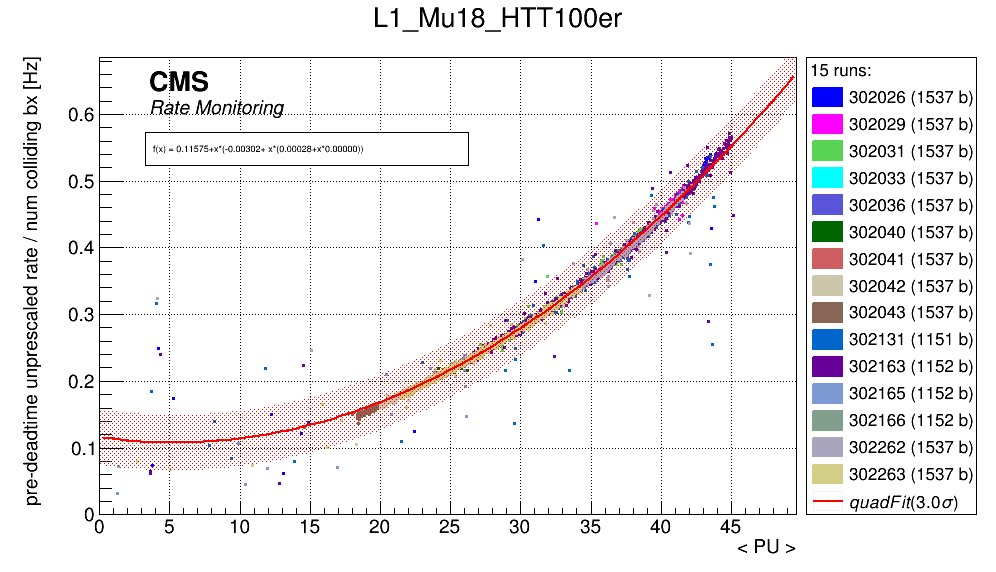 L1_Mu18_HTT100er
pre-deadtime unprescaled rate / num colliding bx [Hz]
CMS
Rate Monitoring
f(x) = 0.11575+x*(-0.00302+ x*(0.00028+x*0.00000))
0.6
0.5
0.4
0.3
0.2
0.1
0
0 5 10 15 20 25 30 35 40 45
< PU >
15 runs:
302026 (1537 b)
302029 (1537 b)
302031 (1537 b)
302033 (1537 b)
302036 (1537 b)
302040 (1537 b)
302041 (1537 b)
302042 (1537 b)
302043 (1537 b)
302131 (1151 b)
302163 (1152 b)
302165 (1152 b)
302166 (1152 b)
302262 (1537 b)
302263 (1537 b)
quadFit(3.0σ)